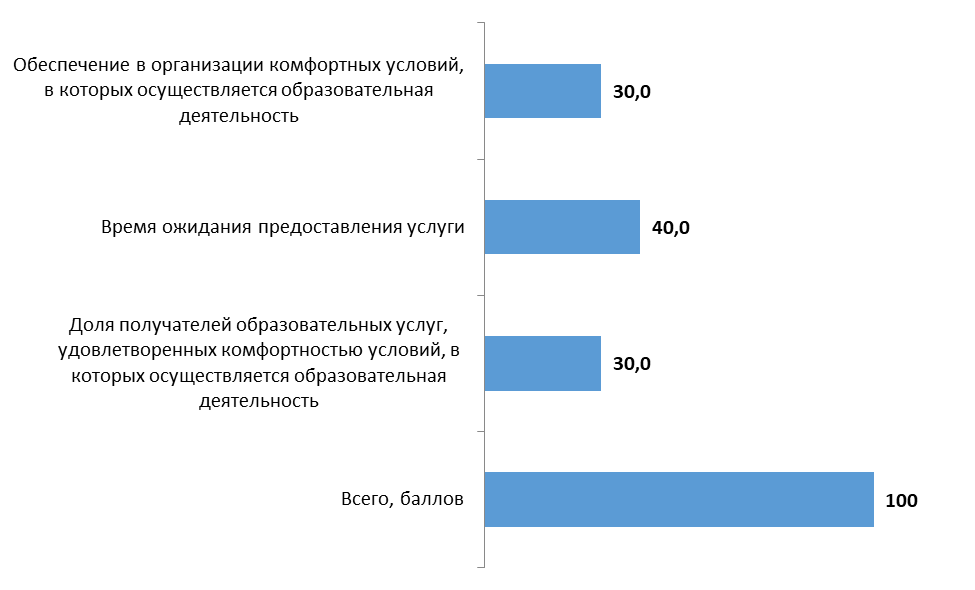 Обеспечение в организации комфортных условий,
в которых осуществляется образовательная
деятельность
30,0
Время ожидания предоставления услуги
40,0
Доля получателей образовательных услуг,
удовлетворенных комфортностью условий, в
которых осуществляется образовательная
деятельность
30,0
Всего, баллов
100